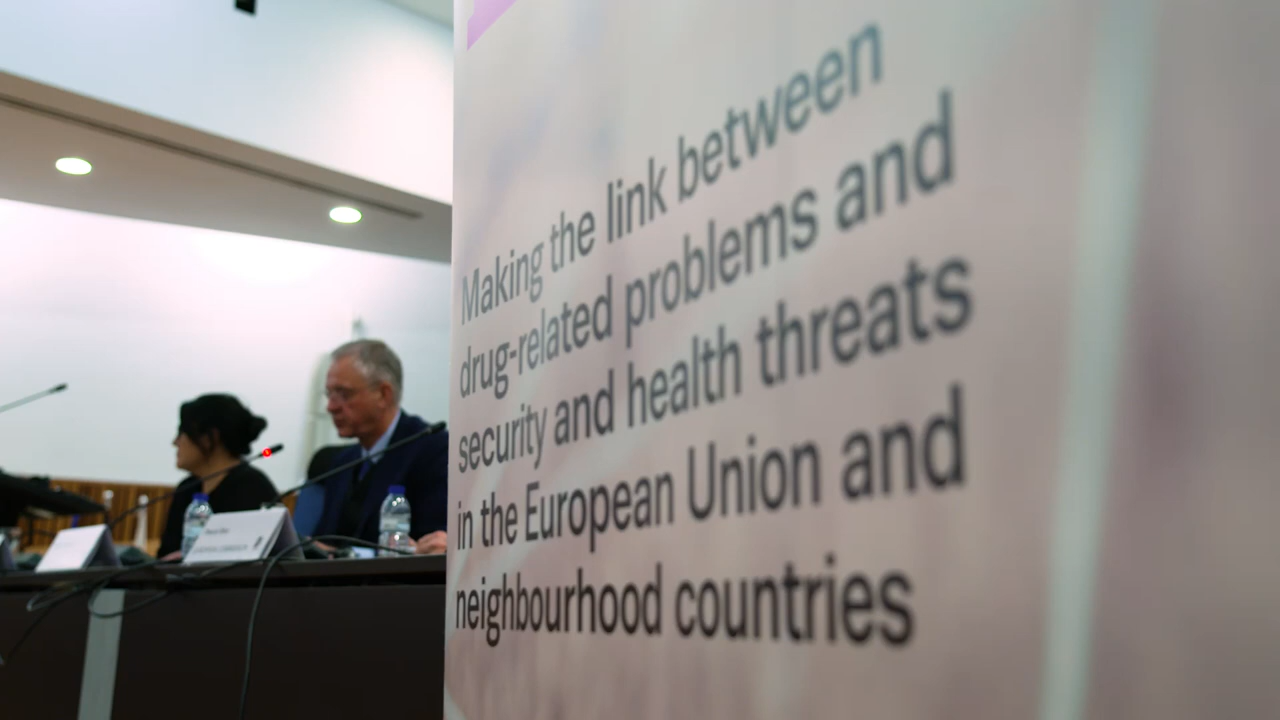 Making the link between
drug-related problems and
security and health threats
in the European Union and
neighbourhood countries